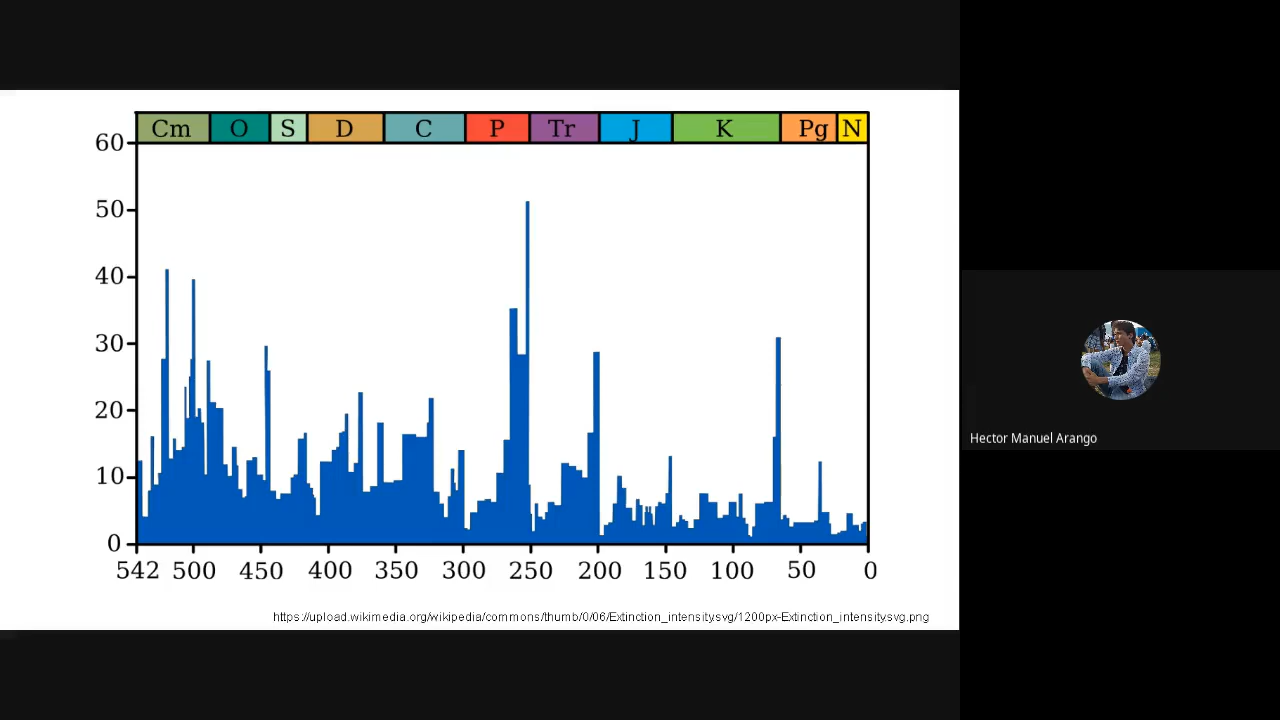 Cm O S D C P Tr J K Pg N
60
50
40
30
20
10
0
542 500 450 400 350 300 250 200 150 100 50 0
https://upload.wikimedia.org/wikipedia/commons/thumb/0/06/Extinction_intensity.svg/1200px-Extinction_intensity.svg.png
Hector Manuel Arango